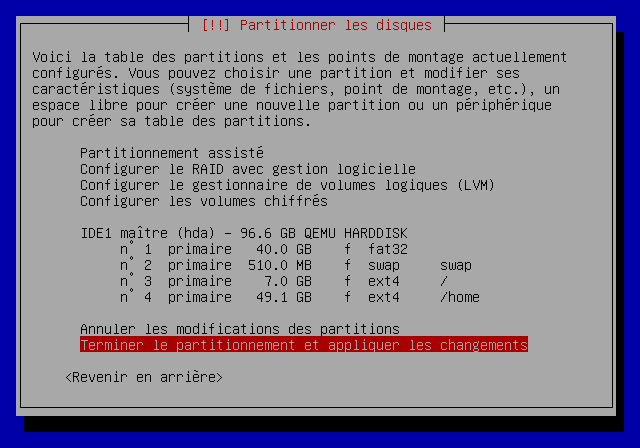 [!!] Partitionner les disques
Voici la table des partitions et les points de montage actuellement
configurés. Vous pouvez choisir une partition et modifier ses
caractéristiques (système de fichiers, point de montage, etc.), un
espace libre pour créer une nouvelle partition ou un périphérique
pour créer sa table des partitions.
Partitionnement assisté
Configurer le RAID avec gestion logicielle
Configurer le gestionnaire de volumes logiques (LVM)
Configurer les volumes chiffrés
IDE1 maître (hda) - 96.6 GB QEMU HARDDISK
n° 1 primaire 40.0 GB f fat32
n° 2 primaire 510.0 MB f swap swap
n° 3 primaire 7.0 GB f ext4 /
n° 4 primaire 49.1 GB f ext4 /home
Annuler les modifications des partitions
Terminer le partitionnement et appliquer les changements
<Revenir en arrière>